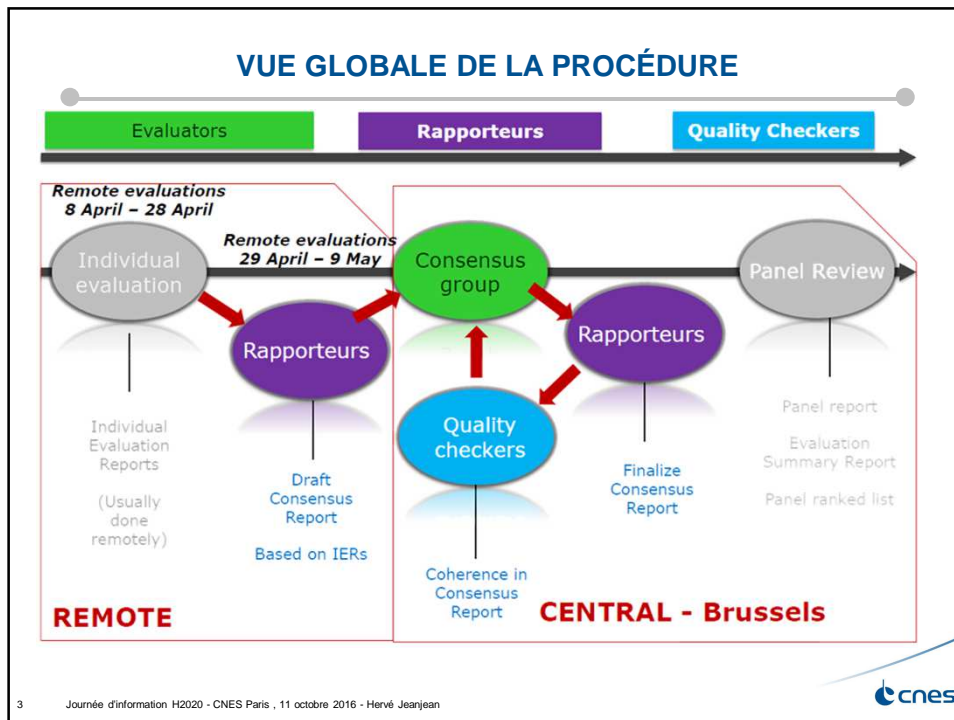 VUE GLOBALE DE LA PROCÉDURE
Evaluators
Rapporteurs
Quality Checkers
Remote evaluations
8 April – 28 April
Remote evaluations
29 April – 9 May
Individual
evaluation
Rapporteurs
Consensus
group
Rapporteurs
Quality
checkers
Panel Review
Individual
Evaluation
Reports
(Usually
done
remotely)
Draft
Consensus
Report
Based on IERs
Coherence in
Consensus
Report
Finalize
Consensus
Report
Panel report
Evaluation
Summary Report
Panel ranked list
REMOTE
CENTRAL - Brussels
3 Journée d'information H2020 - CNES Paris , 11 octobre 2016 - Hervé Jeanjean
cnes